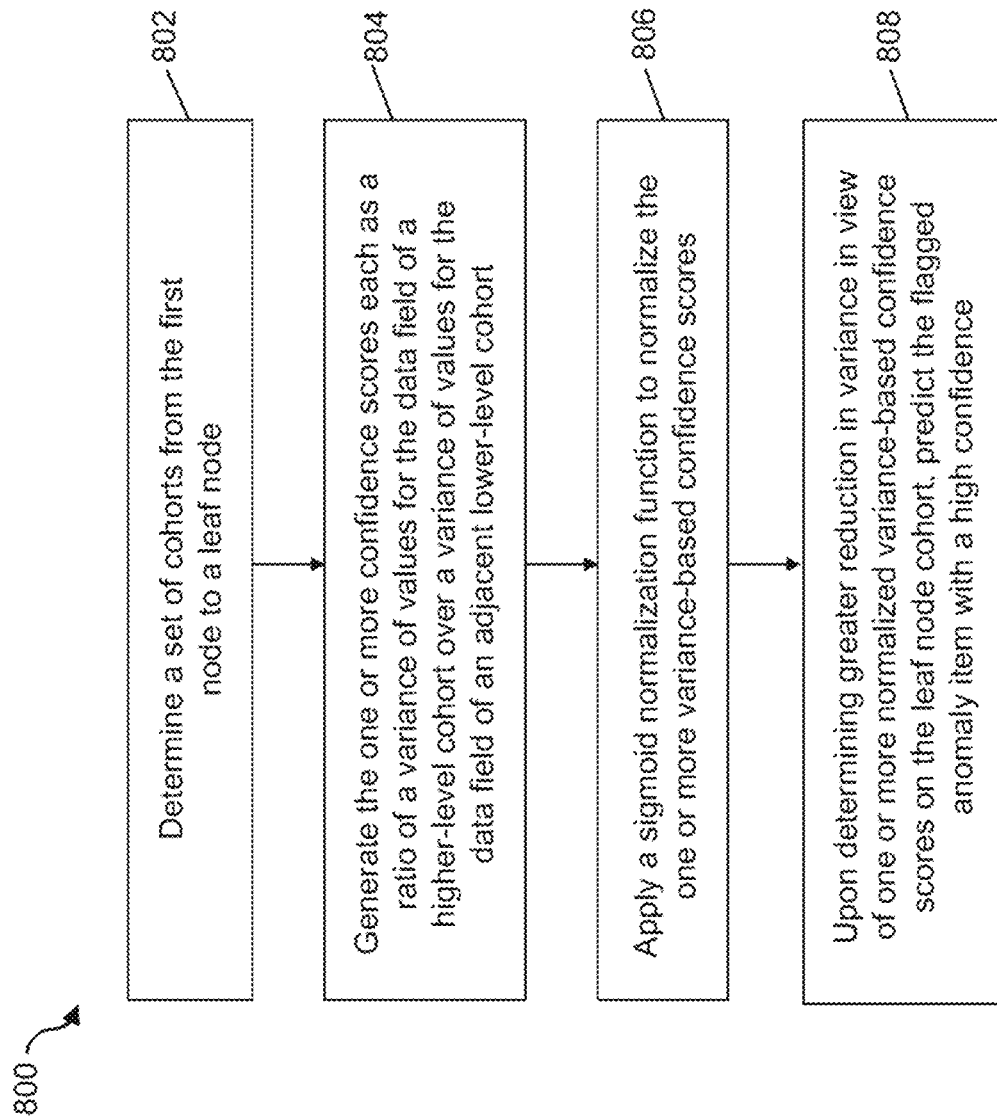 800
802
Determine a set of cohorts from the first
node to a leaf node
804
Generate the one or more confidence scores each as a
ratio of a variance of values for the data field of a
higher-level cohort over a variance of values for the
data field of an adjacent lower-level cohort
806
Apply a sigmoid normalization function to normalize the
one or more variance-based confidence scores
808
Upon determining greater reduction in variance in view
of one or more normalized variance-based confidence
scores on the leaf node cohort, predict the flagged
anomaly item with a high confidence